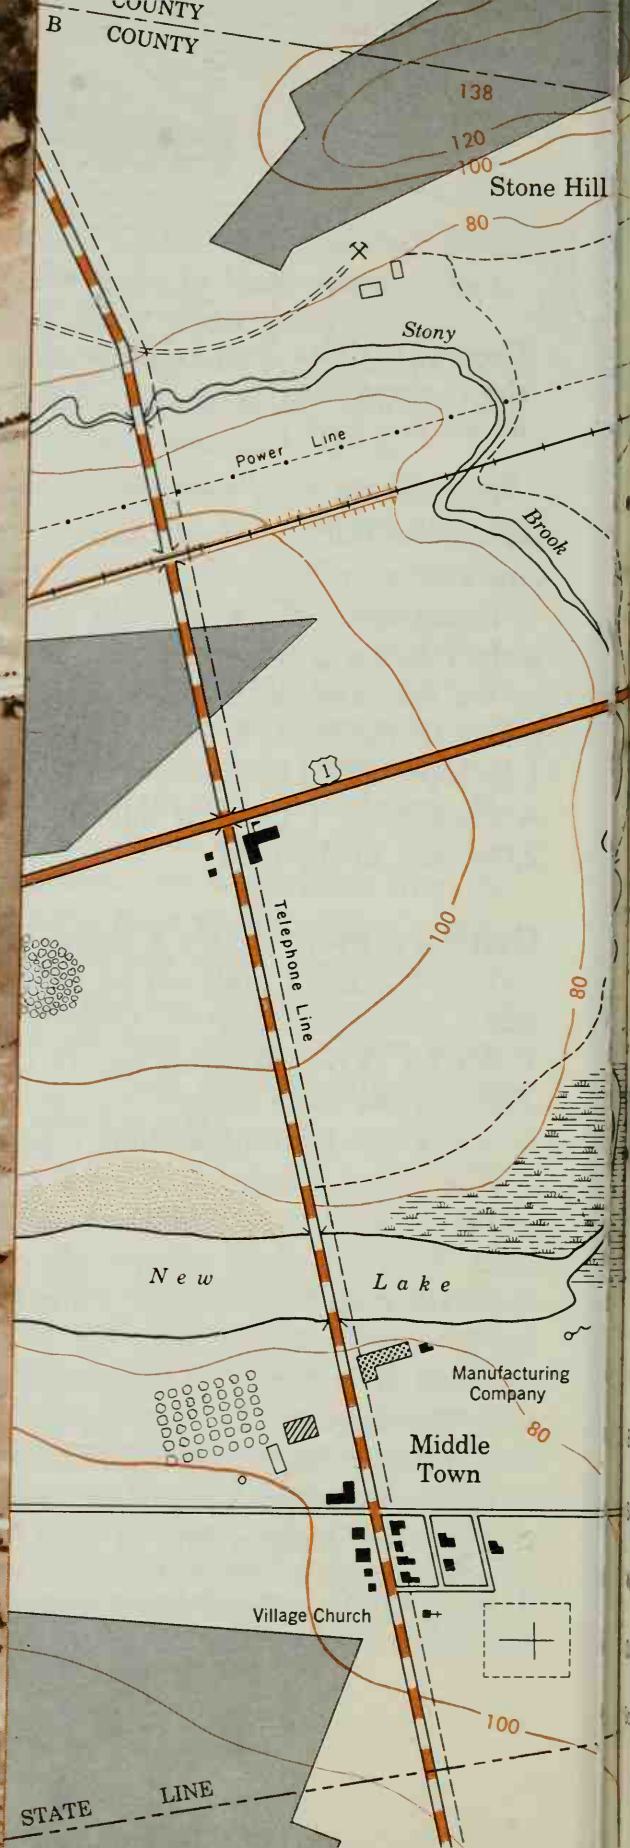 COUNTY
B
COUNTY
138
120
100
Stone Hill
80
Stony
Power Line
Brook
1
Telephone Line
100
80
New Lake
Manufacturing
Company
80
Middle
Town
Village Church
100
STATE LINE